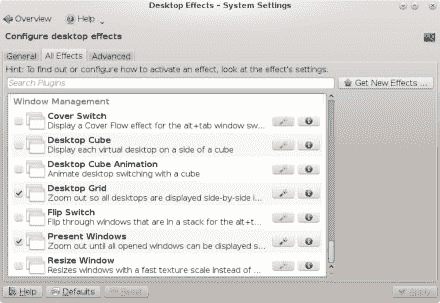 Desktop Effects – System Settings
Overview Help
Configure desktop effects
General All Effects Advanced
Hint: To find out or configure how to activate an effect, look at the effect's settings.
Search Plugins
Get New Effects ...
Window Management
Cover Switch
Display a Cover Flow effect for the alt+tab window sw...
Desktop Cube
Display each virtual desktop on a side of a cube
Desktop Cube Animation
Animate desktop switching with a cube
Desktop Grid
Zoom out so all desktops are displayed side-by-side i...
Flip Switch
Flip through windows that are in a stack for the alt+t...
Present Windows
Zoom out until all opened windows can be displayed s...
Resize Window
Resizes windows with a fast texture scale instead of ...
Help Defaults Reset Apply